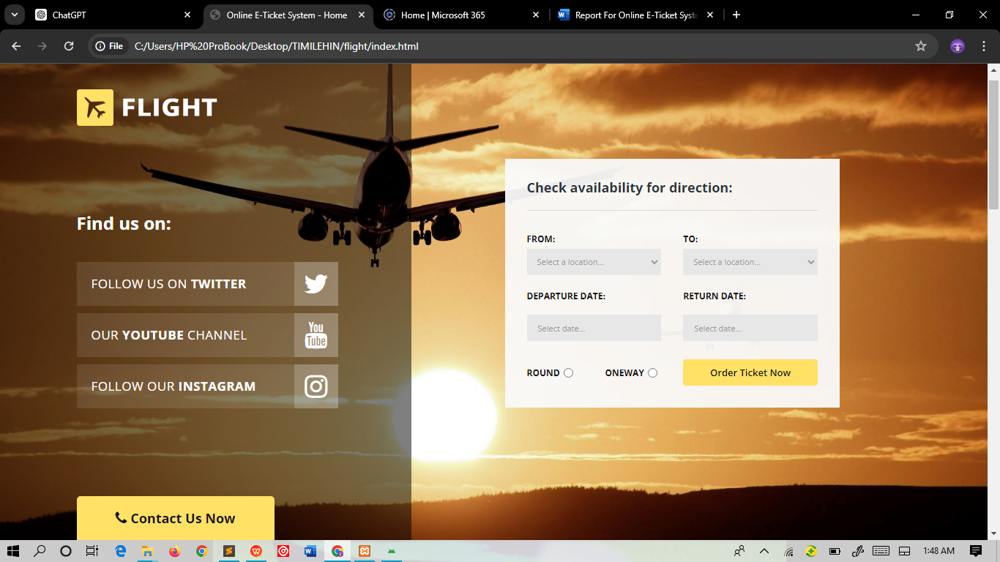 ChatGPT
Online E-Ticket System - Home
Home | Microsoft 365
Report For Online E-Ticket Syst
File
C:/Users/HP%20ProBook/Desktop/TIMILEHIN/flight/index.html
FLIGHT
Find us on:
FOLLOW US ON TWITTER
OUR YOUTUBE CHANNEL
You
Tube
FOLLOW OUR INSTAGRAM
Contact Us Now
Check availability for direction:
FROM:
TO:
Select a location...
Select a location...
DEPARTURE DATE:
RETURN DATE:
Select date...
Select date...
ROUND
ONEWAY
Order Ticket Now
1:48 AM